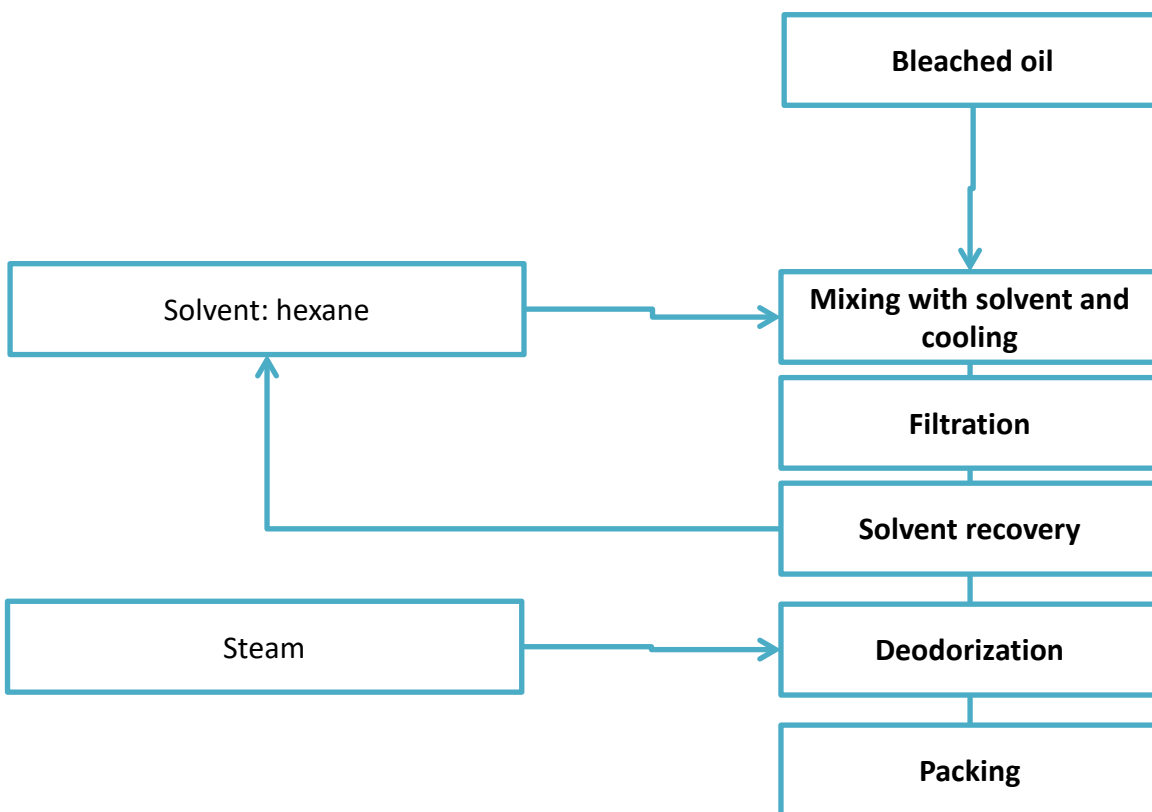 Bleached oil
Solvent: hexane
Mixing with solvent and
cooling
Filtration
Solvent recovery
Steam
Deodorization
Packing